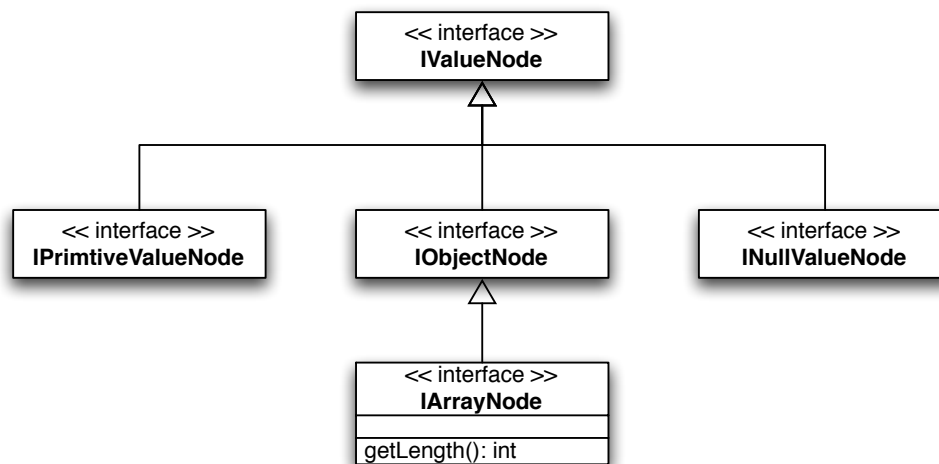 << interface >>
IValueNode
<< interface >>
IPrimtiveValueNode
<< interface >>
IObjectNode
<< interface >>
INullValueNode
<< interface >>
IArrayNode
getLength(): int